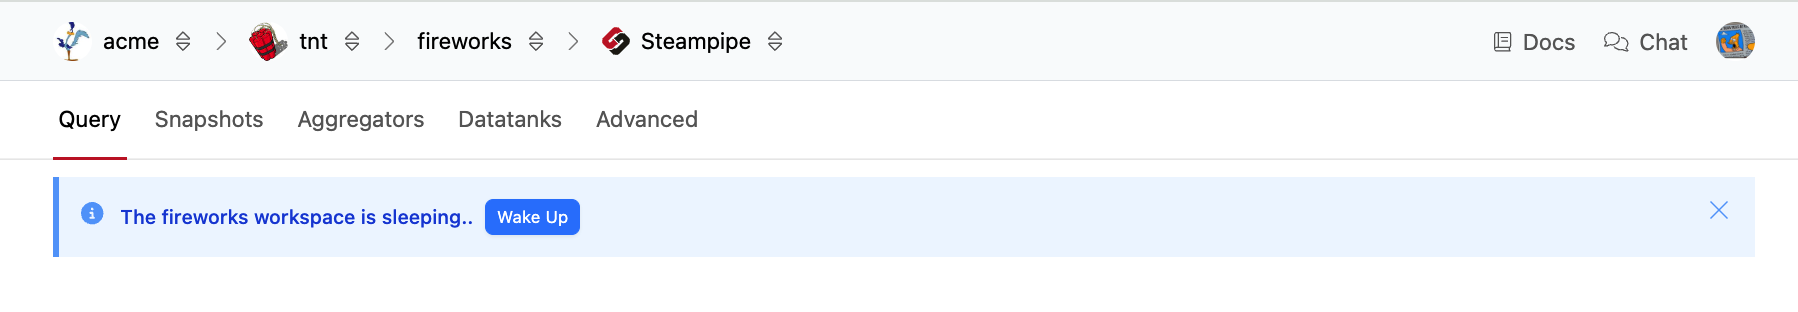 acme tnt fireworks Steampipe Docs Chat
Query Snapshots Aggregators Datatanks Advanced
The fireworks workspace is sleeping.. Wake Up